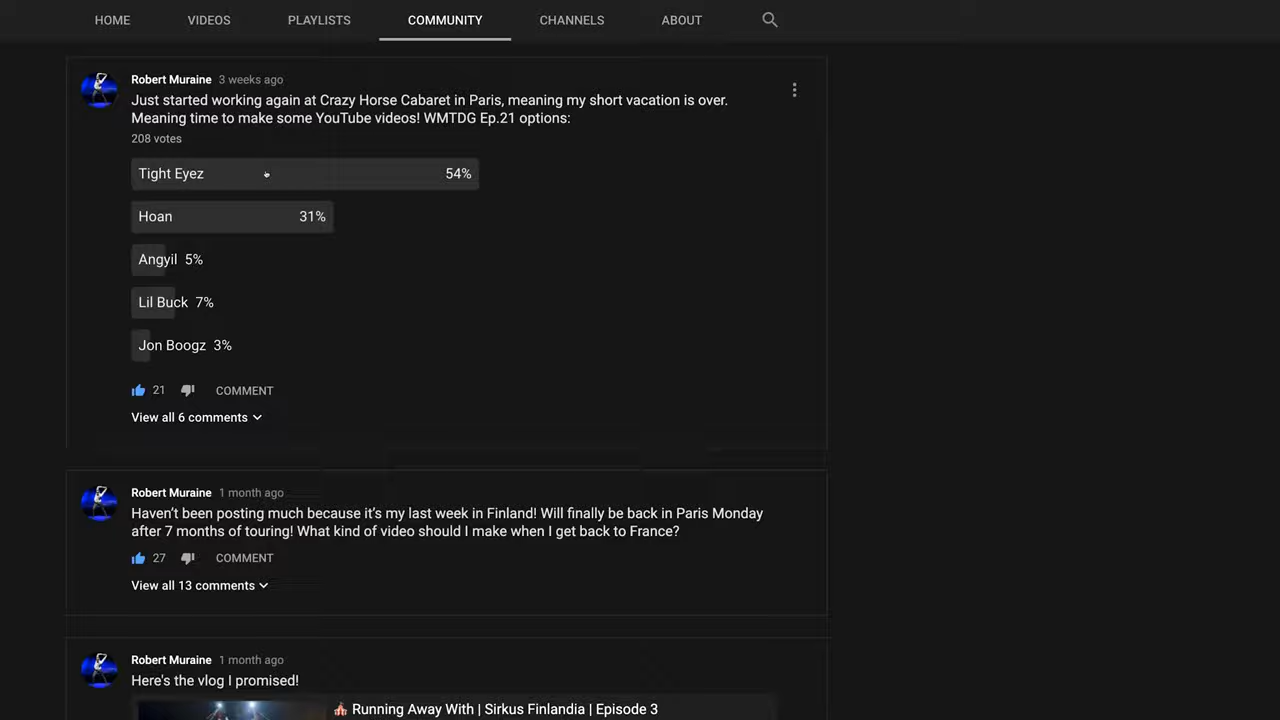 HOME VIDEOS PLAYLISTS COMMUNITY CHANNELS ABOUT
Robert Muraine 3 weeks ago
Just started working again at Crazy Horse Cabaret in Paris, meaning my short vacation is over.
Meaning time to make some YouTube videos! WMTDG Ep.21 options:
208 votes
Tight Eyez 54%
Hoan 31%
Angyil 5%
Lil Buck 7%
Jon Boogz 3%
21 COMMENT
View all 6 comments
Robert Muraine 1 month ago
Haven't been posting much because it's my last week in Finland! Will finally be back in Paris Monday
after 7 months of touring! What kind of video should I make when I get back to France?
27 COMMENT
View all 13 comments
Robert Muraine 1 month ago
Here's the vlog I promised!
🎪 Running Away With | Sirkus Finlandia | Episode 3